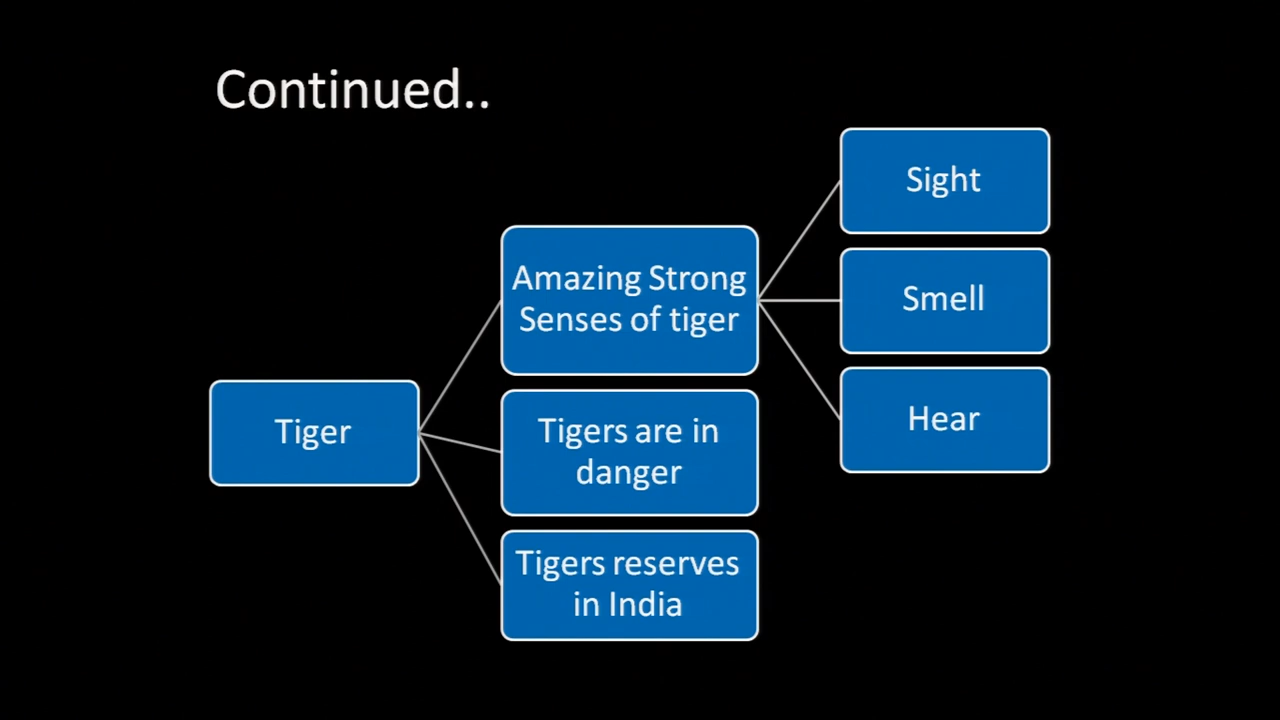 Continued..
Tiger
Amazing Strong
Senses of tiger
Sight
Smell
Hear
Tigers are in
danger
Tigers reserves
in India